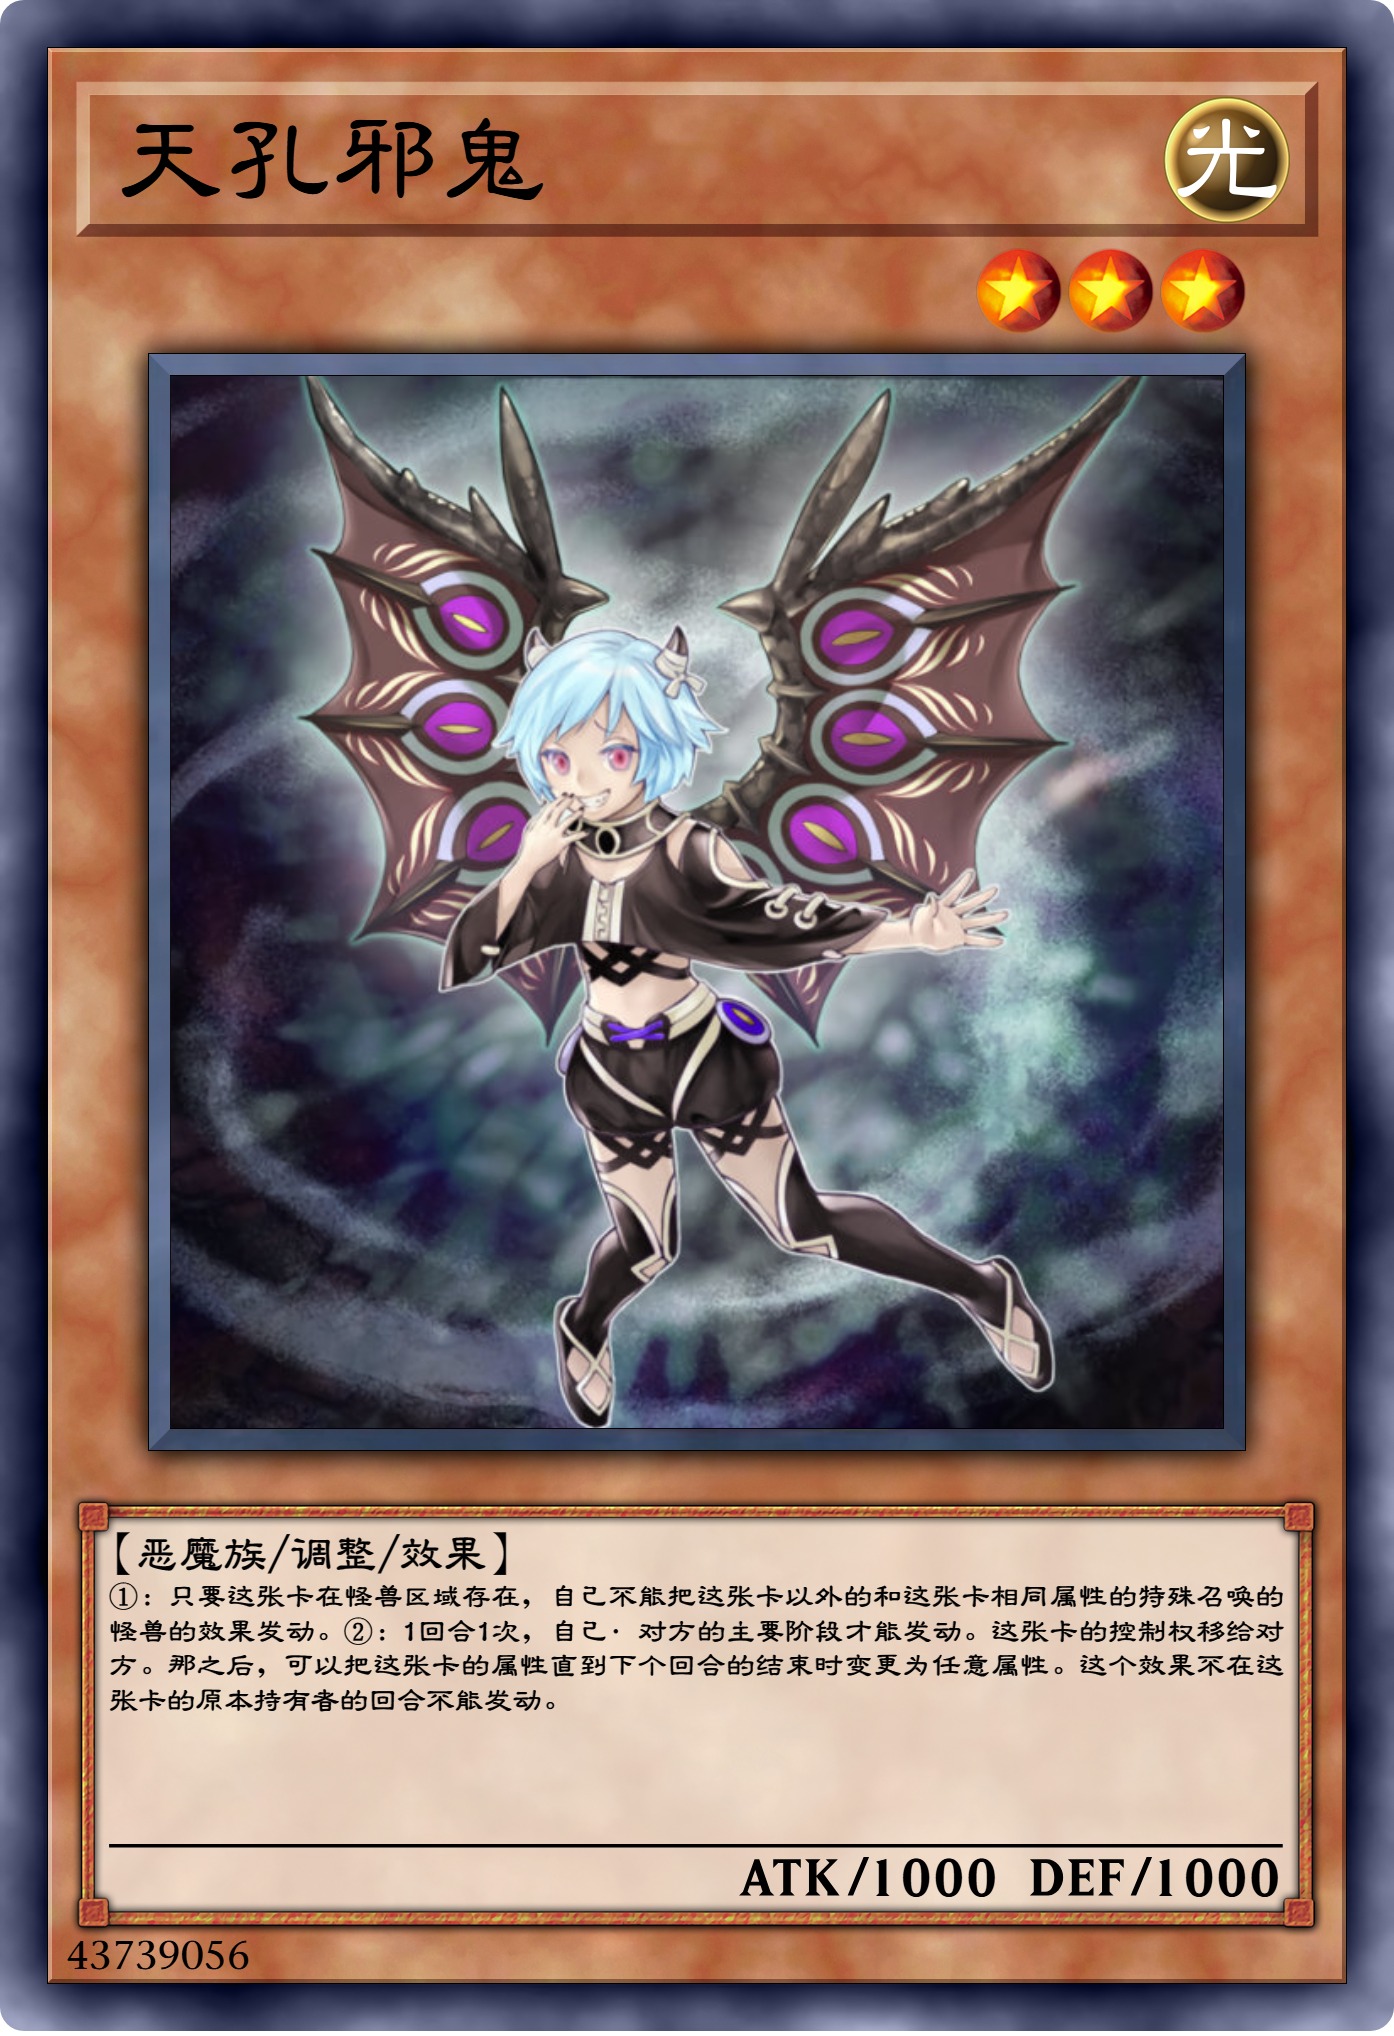 天孔邪鬼
光
【恶魔族/调整/效果】
①：只要这张卡在怪兽区域存在，自己不能把这张卡以外的和这张卡相同属性的特殊召唤的
怪兽的效果发动。②：1回合1次，自己·对方的主要阶段才能发动。这张卡的控制权移给对
方。那之后，可以把这张卡的属性直到下个回合的结束时变更为任意属性。这个效果不在这
张卡的原本持有者的回合不能发动。
ATK/1000 DEF/1000
43739056